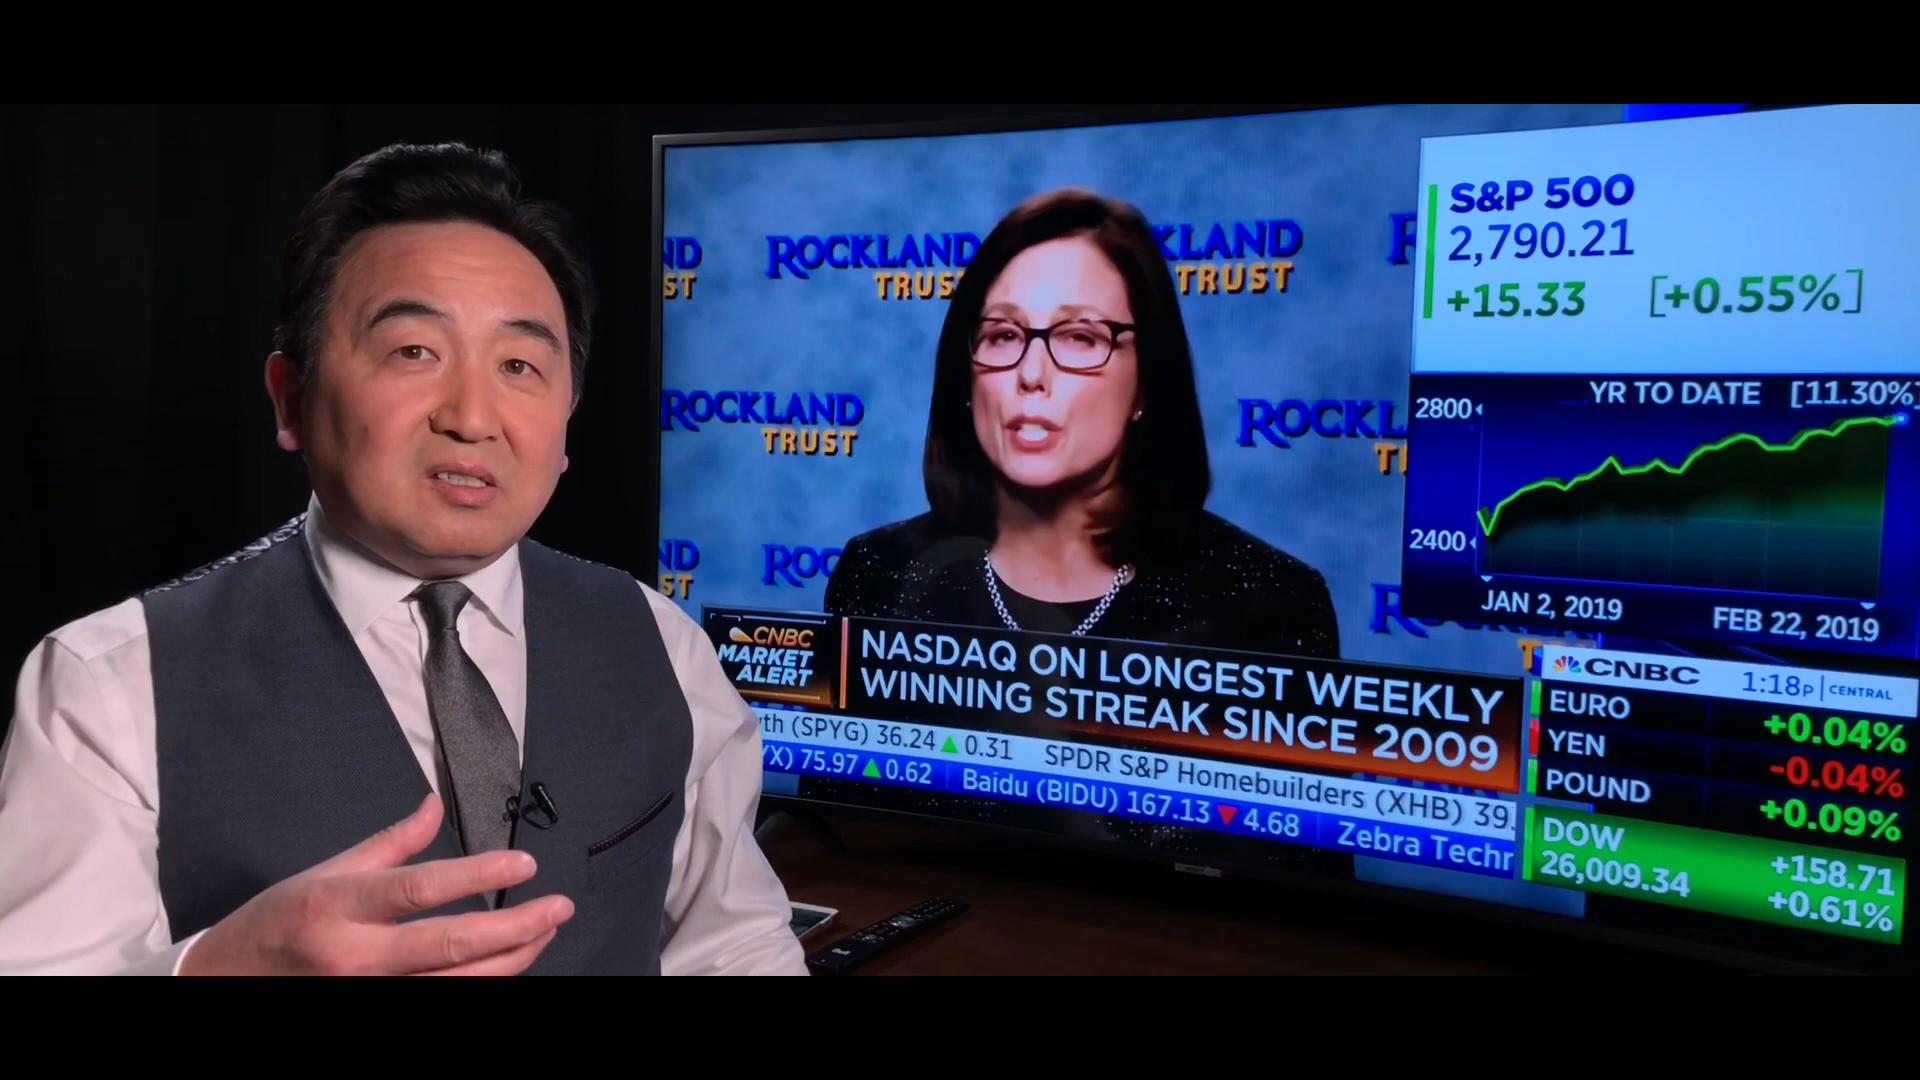 ROCKLAND
TRUST
KLAND
TRUST
ROCKLAND
TRUST
S&P 500
2,790.21
+15.33 [+0.55%]
YR TO DATE [11.30%]
2800
2400
JAN 2, 2019 FEB 22, 2019
CNBC
MARKET
ALERT
NASDAQ ON LONGEST WEEKLY
WINNING STREAK SINCE 2009
(SPYG) 36.24 ▲ 0.31 SPDR S&P Homebuilders (XHB) 39.
75.97 ▲ 0.62 Baidu (BIDU) 167.13 ▼ 4.68 Zebra
CNBC 1:18P | CENTRAL
EURO +0.04%
YEN -0.04%
POUND +0.09%
DOW +158.71
26,009.34 +0.61%